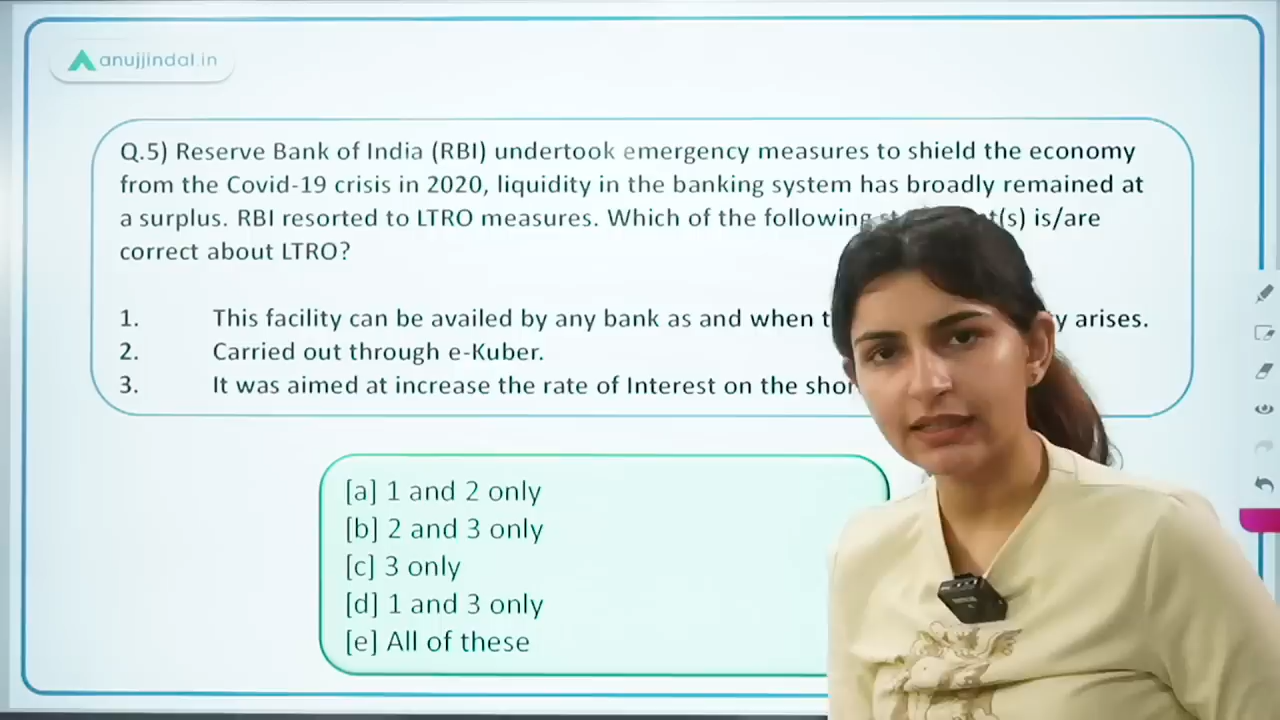 anujjindal.in
Q.5) Reserve Bank of India (RBI) undertook emergency measures to shield the economy
from the Covid-19 crisis in 2020, liquidity in the banking system has broadly remained at
a surplus. RBI resorted to LTRO measures. Which of the following t(s) is/are
correct about LTRO?
1. This facility can be availed by any bank as and when arises.
2. Carried out through e-Kuber.
3. It was aimed at increase the rate of Interest on the
[a] 1 and 2 only
[b] 2 and 3 only
[c] 3 only
[d] 1 and 3 only
[e] All of these